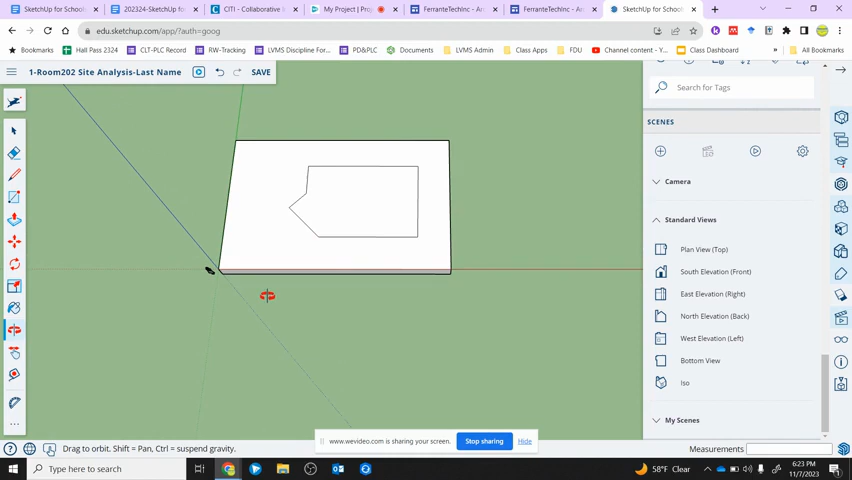 SketchUp for School
202324-SketchUp for
CITI - Collaborative I
My Project | Proj
FerranteTechInc - An
FerranteTechInc - An
SketchUp for Schools
edu.sketchup.com/app/?auth=goog
Bookmarks
Hall Pass 2324
CLT-PLC Record
RW-Tracking
LVMS Discipline Form
PD&PLC
Documents
LVMS Admin
Class Apps
FDU
Channel content - Yo
Class Dashboard
All Bookmarks
1-Room202 Site Analysis-Last Name
SAVE
Search for Tags
SCENES
Camera
Standard Views
Plan View (Top)
South Elevation (Front)
East Elevation (Right)
North Elevation (Back)
West Elevation (Left)
Bottom View
Iso
My Scenes
www.wevideo.com is sharing your screen.
Stop sharing
Hide
Drag to orbit. Shift = Pan, Ctrl = suspend gravity.
Measurements
Type here to search
58°F Clear
6:23 PM
11/7/2023